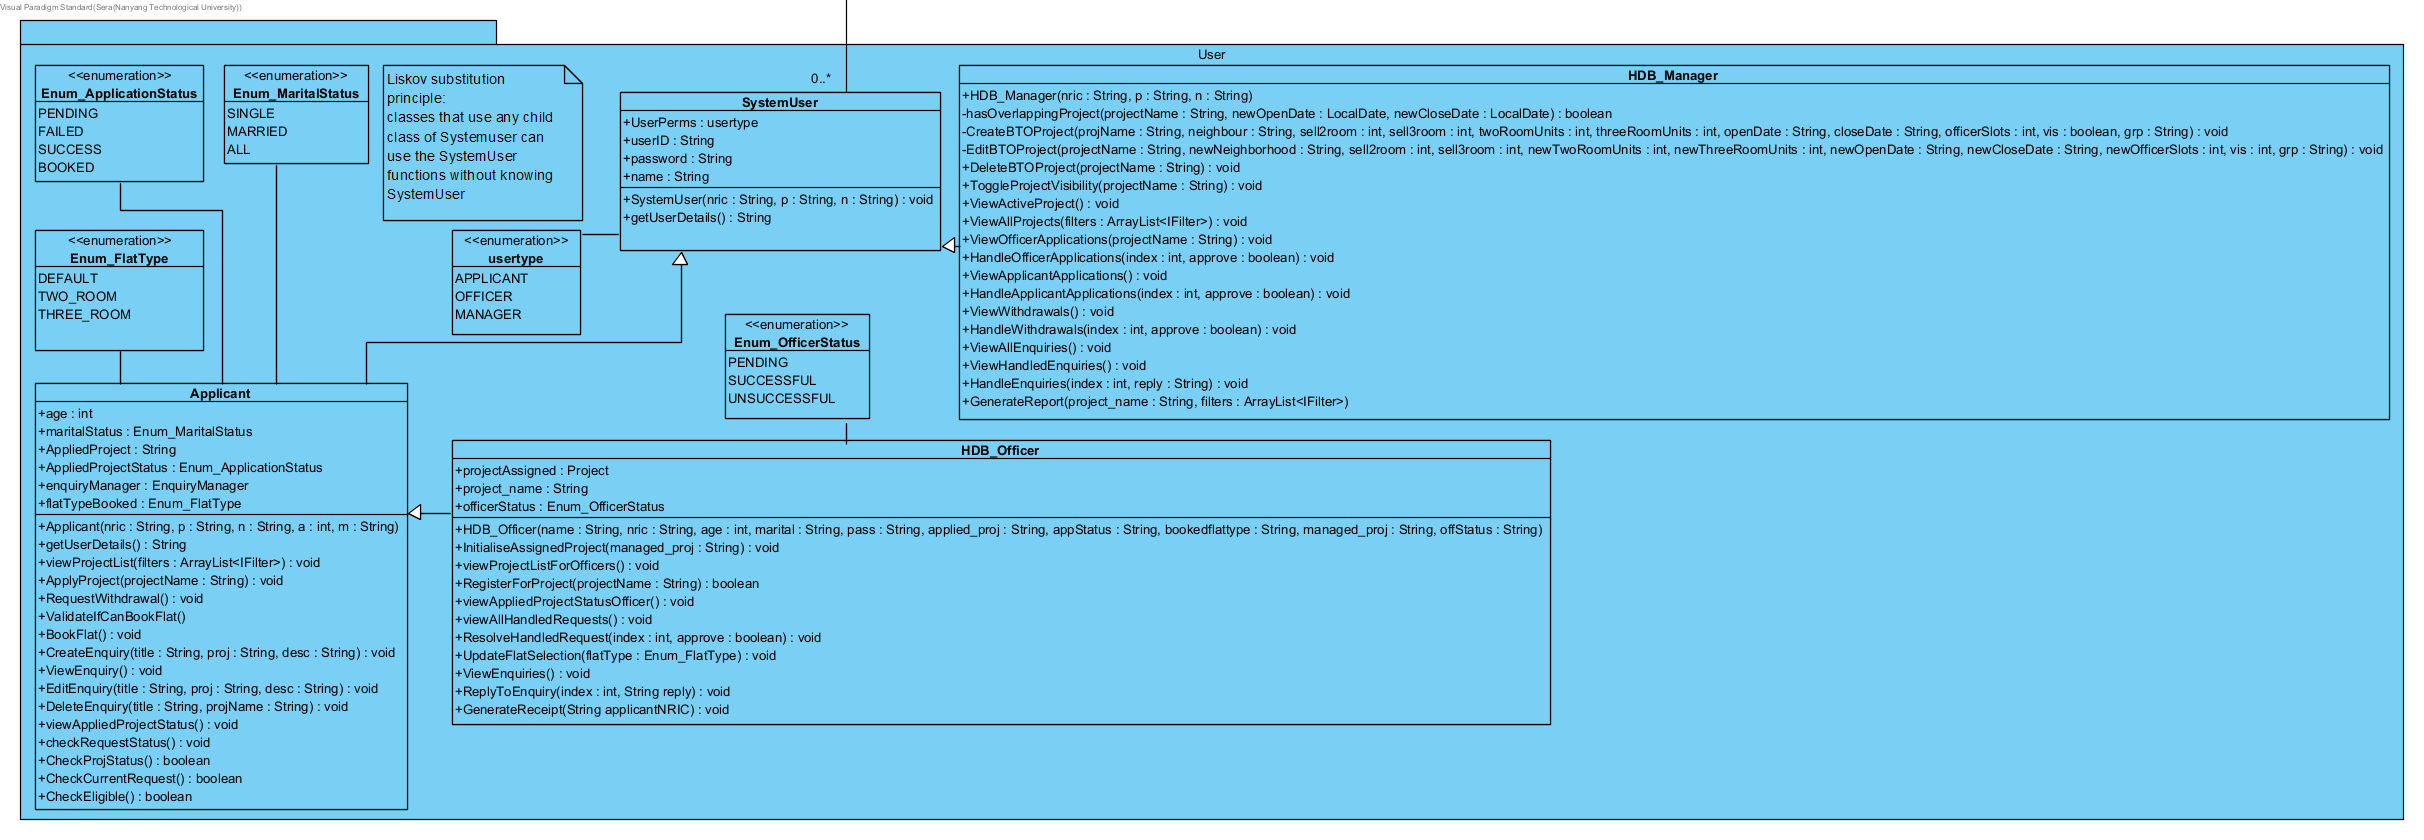 Visual Paradigm Standard(Sera(Nanyang Technological University))
User
<<enumeration>>
Enum_ApplicationStatus
PENDING
FAILED
SUCCESS
BOOKED
<<enumeration>>
Enum_MaritalStatus
SINGLE
MARRIED
ALL
Liskov substitution
principle:
classes that use any child
class of Systemuser can
use the SystemUser
functions without knowing
SystemUser
0..*
SystemUser
+UserPerms : usertype
+userID : String
+password : String
+name : String
+SystemUser(nric : String, p : String, n : String) : void
+getUserDetails() : String
HDB_Manager
+HDB_Manager(nric : String, p : String, n : String)
-hasOverlappingProject(projectName : String, newOpenDate : LocalDate, newCloseDate : LocalDate) : boolean
-CreateBTOProject(projName : String, neighbour : String, sell2room : int, sell3room : int, twoRoomUnits : int, threeRoomUnits : int, openDate : String, closeDate : String, officerSlots : int, vis : boolean, grp : String) : void
-EditBTOProject(projectName : String, newNeighborhood : String, sell2room : int, sell3room : int, newTwoRoomUnits : int, newThreeRoomUnits : int, newOpenDate : String, newCloseDate : String, newOfficerSlots : int, vis : int, grp : String) : void
+DeleteBTOProject(projectName : String) : void
+ToggleProjectVisibility(projectName : String) : void
+ViewActiveProject() : void
+ViewAllProjects(filters : ArrayList<IFilter>) : void
+ViewOfficerApplications(projectName : String) : void
+HandleOfficerApplications(index : int, approve : boolean) : void
+ViewApplicantApplications() : void
+HandleApplicantApplications(index : int, approve : boolean) : void
+ViewWithdrawals() : void
+HandleWithdrawals(index : int, approve : boolean) : void
+ViewAllEnquiries() : void
+ViewHandledEnquiries() : void
+HandleEnquiries(index : int, reply : String) : void
+GenerateReport(project_name : String, filters : ArrayList<IFilter>)
<<enumeration>>
Enum_FlatType
DEFAULT
TWO_ROOM
THREE_ROOM
<<enumeration>>
usertype
APPLICANT
OFFICER
MANAGER
<<enumeration>>
Enum_OfficerStatus
PENDING
SUCCESSFUL
UNSUCCESSFUL
Applicant
+age : int
+maritalStatus : Enum_MaritalStatus
+AppliedProject : String
+AppliedProjectStatus : Enum_ApplicationStatus
+enquiryManager : EnquiryManager
+flatTypeBooked : Enum_FlatType
+Applicant(nric : String, p : String, n : String, a : int, m : String)
+getUserDetails() : String
+viewProjectList(filters : ArrayList<IFilter>) : void
+ApplyProject(projectName : String) : void
+RequestWithdrawal() : void
+ValidateIfCanBookFlat()
+BookFlat() : void
+CreateEnquiry(title : String, proj : String, desc : String) : void
+ViewEnquiry() : void
+EditEnquiry(title : String, proj : String, desc : String) : void
+DeleteEnquiry(title : String, projName : String) : void
+viewAppliedProjectStatus() : void
+checkRequestStatus() : void
+CheckProjStatus() : boolean
+CheckCurrentRequest() : boolean
+CheckEligible() : boolean
HDB_Officer
+projectAssigned : Project
+project_name : String
+officerStatus : Enum_OfficerStatus
+HDB_Officer(name : String, nric : String, age : int, marital : String, pass : String, applied_proj : String, appStatus : String, bookedflattype : String, managed_proj : String, offStatus : String)
+InitialiseAssignedProject(managed_proj : String) : void
+viewProjectListForOfficers() : void
+RegisterForProject(projectName : String) : boolean
+viewAppliedProjectStatusOfficer() : void
+viewAllHandledRequests() : void
+ResolveHandledRequest(index : int, approve : boolean) : void
+UpdateFlatSelection(flatType : Enum_FlatType) : void
+ViewEnquiries() : void
+ReplyToEnquiry(index : int, String reply) : void
+GenerateReceipt(String applicantNRIC) : void